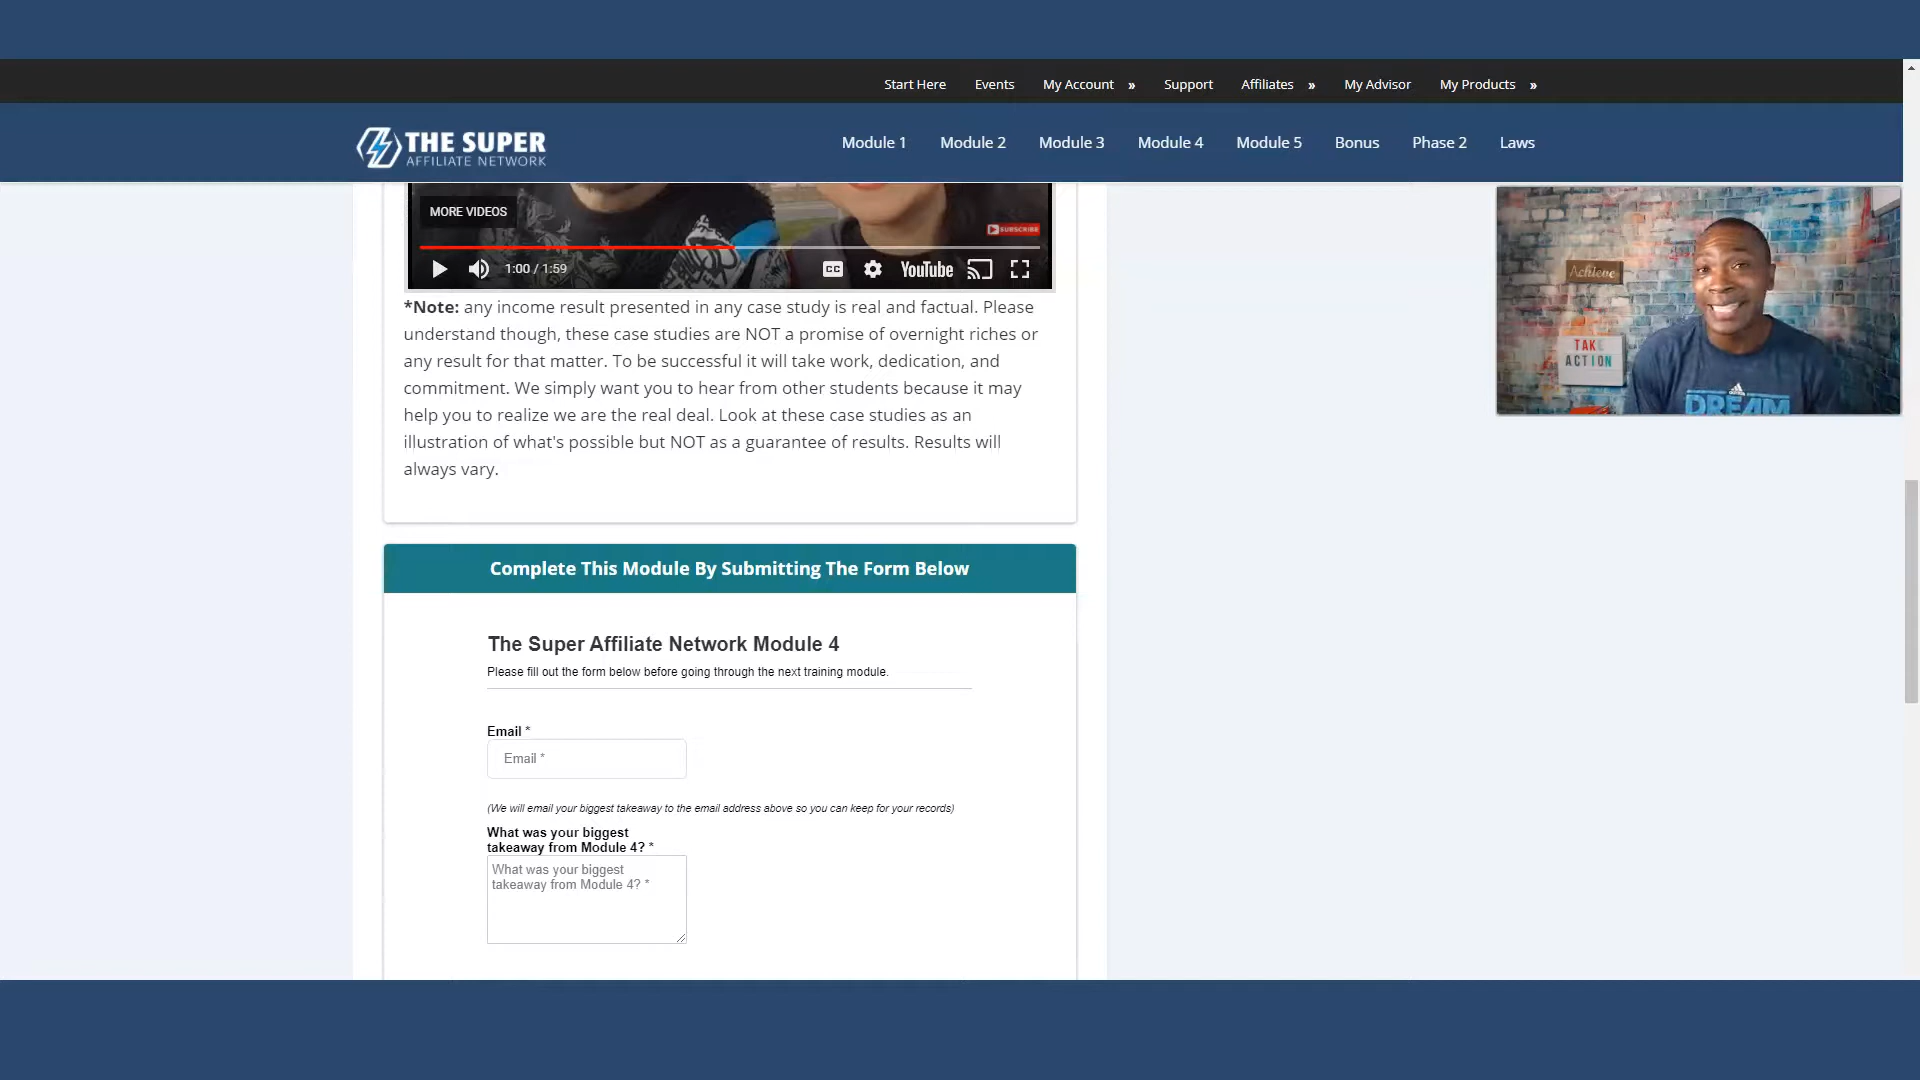 Start Here Events My Account » Support Affiliates » My Advisor My Products »
THE SUPER
AFFILIATE NETWORK
Module 1 Module 2 Module 3 Module 4 Module 5 Bonus Phase 2 Laws
MORE VIDEOS
SUBSCRIBE
1:00 / 1:59
CC
YouTube
Achieve
TAKE
ACTION
adidas
DREAM
*Note: any income result presented in any case study is real and factual. Please
understand though, these case studies are NOT a promise of overnight riches or
any result for that matter. To be successful it will take work, dedication, and
commitment. We simply want you to hear from other students because it may
help you to realize we are the real deal. Look at these case studies as an
illustration of what's possible but NOT as a guarantee of results. Results will
always vary.
Complete This Module By Submitting The Form Below
The Super Affiliate Network Module 4
Please fill out the form below before going through the next training module.
Email *
Email *
(We will email your biggest takeaway to the email address above so you can keep for your records)
What was your biggest
takeaway from Module 4? *
What was your biggest
takeaway from Module 4? *